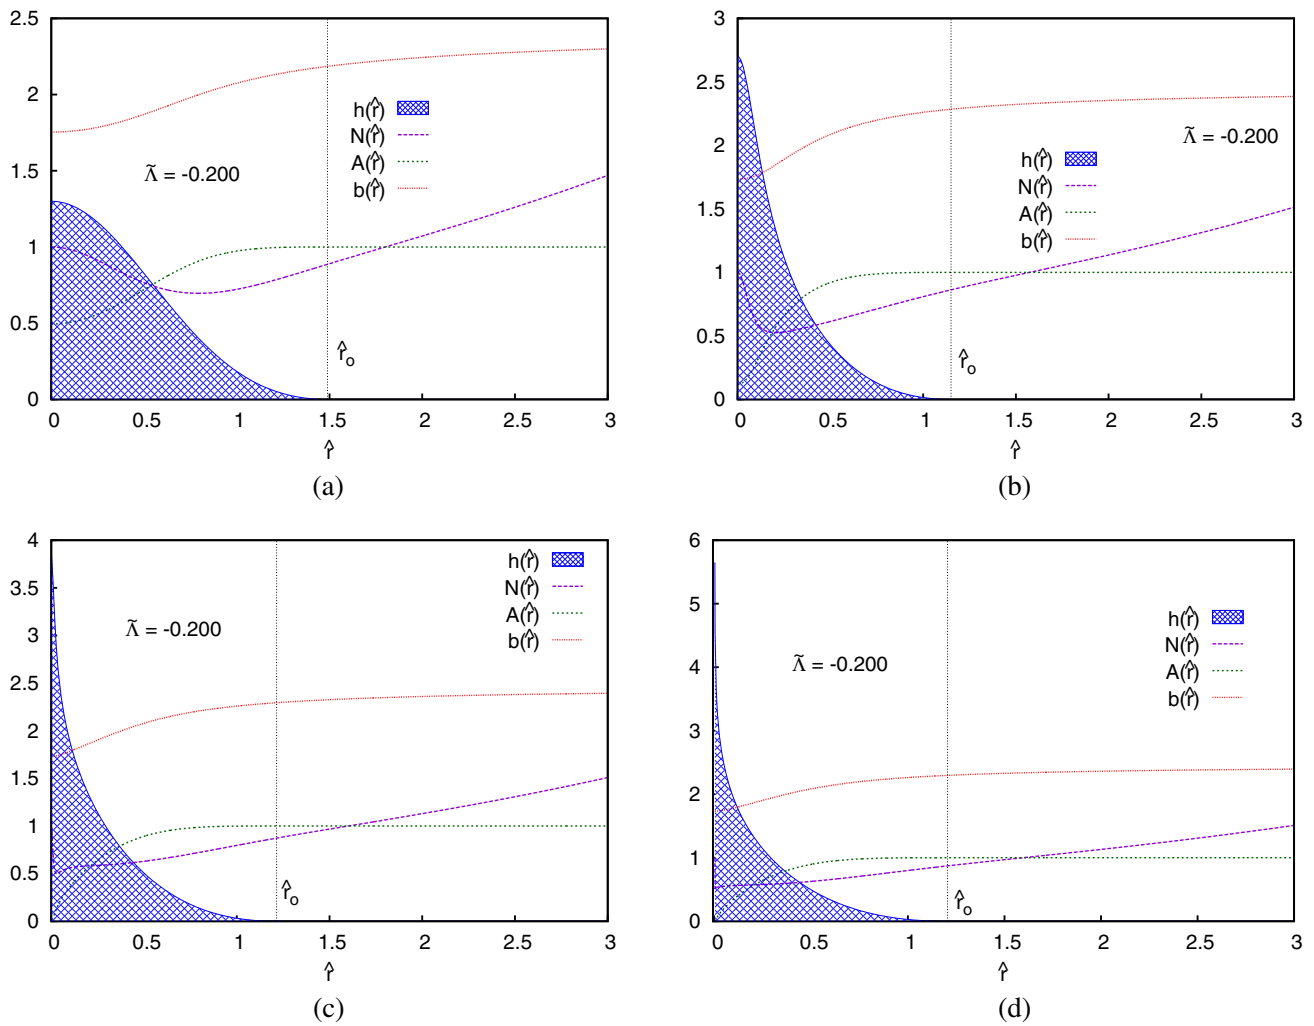 2.5
2
1.5
1
0.5
0
h(r̂)
N(r̂)
A(r̂)
b(r̂)
Λ̃ = -0.200
r̂o
0 0.5 1 1.5 2 2.5 3
r̂
(a)
3
2.5
2
1.5
1
0.5
0
Λ̃ = -0.200
h(r̂)
N(r̂)
A(r̂)
b(r̂)
r̂o
0 0.5 1 1.5 2 2.5 3
r̂
(b)
4
3.5
3
2.5
2
1.5
1
0.5
0
h(r̂)
N(r̂)
A(r̂)
b(r̂)
Λ̃ = -0.200
r̂o
0 0.5 1 1.5 2 2.5 3
r̂
(c)
6
5
4
3
2
1
0
h(r̂)
N(r̂)
A(r̂)
b(r̂)
Λ̃ = -0.200
r̂o
0 0.5 1 1.5 2 2.5 3
r̂
(d)